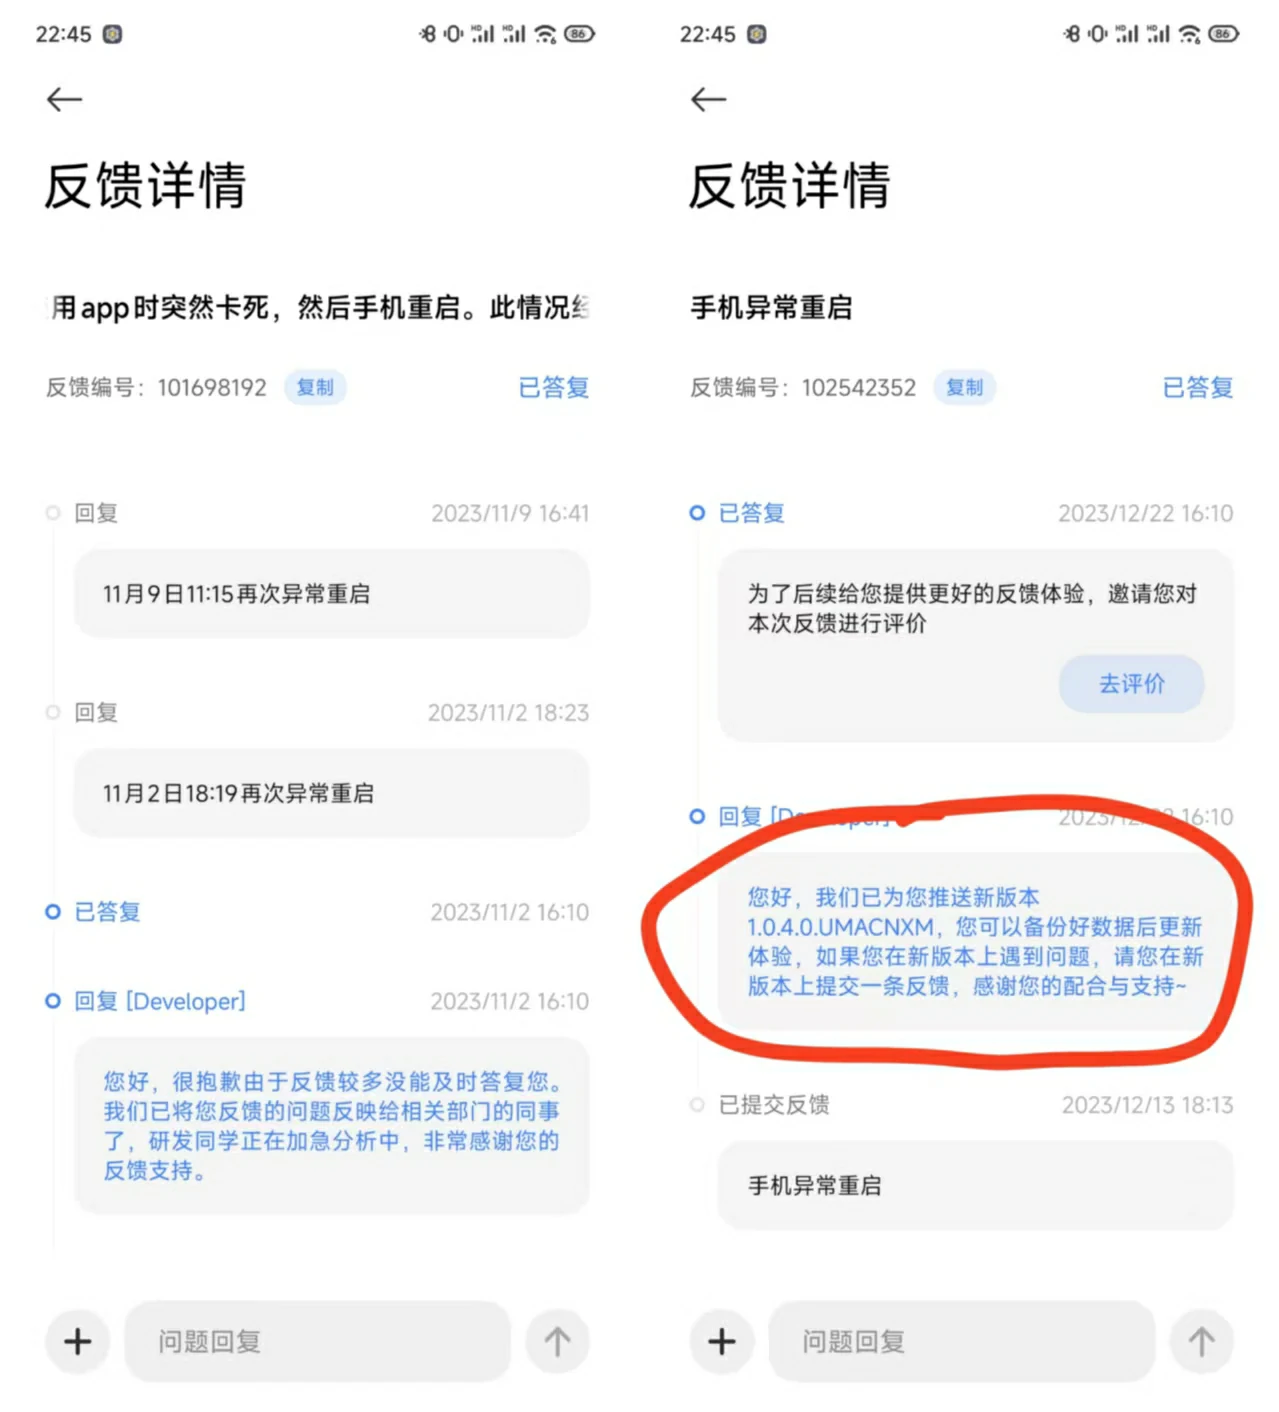 22:45
86
反馈详情
用app时突然卡死，然后手机重启。此情况经
反馈编号：101698192
复制
已答复
回复
2023/11/9 16:41
11月9日11:15再次异常重启
回复
2023/11/2 18:23
11月2日18:19再次异常重启
已答复
2023/11/2 16:10
回复 [Developer]
2023/11/2 16:10
您好，很抱歉由于反馈较多没能及时答复您。
我们已将您反馈的问题反映给相关部门的同事
了，研发同学正在加急分析中，非常感谢您的
反馈支持。
问题回复
22:45
86
反馈详情
手机异常重启
反馈编号：102542352
复制
已答复
已答复
2023/12/22 16:10
为了后续给您提供更好的反馈体验，邀请您对
本次反馈进行评价
去评价
回复 [Developer]
2023/12/22 16:10
您好，我们已为您推送新版本
1.0.4.0.UMACNXM，您可以备份好数据后更新
体验，如果您在新版本上遇到问题，请您在新
版本上提交一条反馈，感谢您的配合与支持~
已提交反馈
2023/12/13 18:13
手机异常重启
问题回复